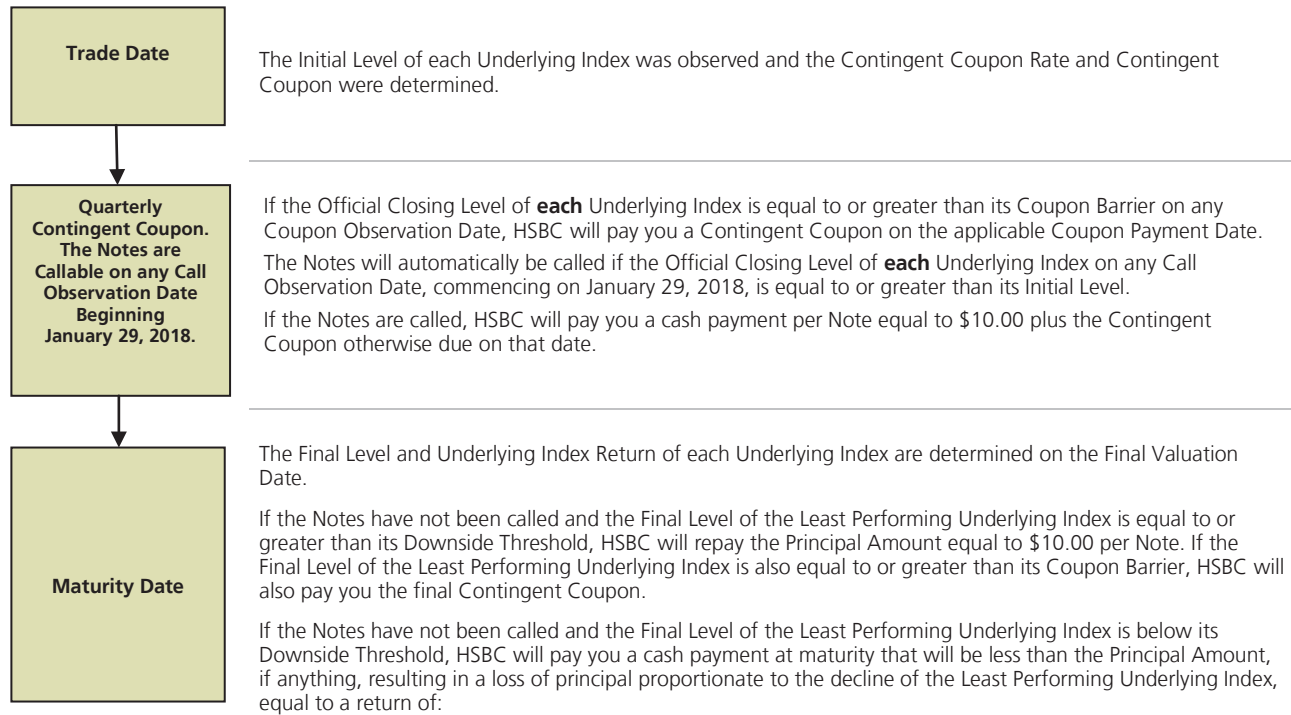 Trade Date
The Initial Level of each Underlying Index was observed and the Contingent Coupon Rate and Contingent
Coupon were determined.
Quarterly
Contingent Coupon.
The Notes are
Callable on any Call
Observation Date
Beginning
January 29, 2018.
If the Official Closing Level of each Underlying Index is equal to or greater than its Coupon Barrier on any
Coupon Observation Date, HSBC will pay you a Contingent Coupon on the applicable Coupon Payment Date.
The Notes will automatically be called if the Official Closing Level of each Underlying Index on any Call
Observation Date, commencing on January 29, 2018, is equal to or greater than its Initial Level.
If the Notes are called, HSBC will pay you a cash payment per Note equal to $10.00 plus the Contingent
Coupon otherwise due on that date.
Maturity Date
The Final Level and Underlying Index Return of each Underlying Index are determined on the Final Valuation
Date.
If the Notes have not been called and the Final Level of the Least Performing Underlying Index is equal to or
greater than its Downside Threshold, HSBC will repay the Principal Amount equal to $10.00 per Note. If the
Final Level of the Least Performing Underlying Index is also equal to or greater than its Coupon Barrier, HSBC will
also pay you the final Contingent Coupon.
If the Notes have not been called and the Final Level of the Least Performing Underlying Index is below its
Downside Threshold, HSBC will pay you a cash payment at maturity that will be less than the Principal Amount,
if anything, resulting in a loss of principal proportionate to the decline of the Least Performing Underlying Index,
equal to a return of: